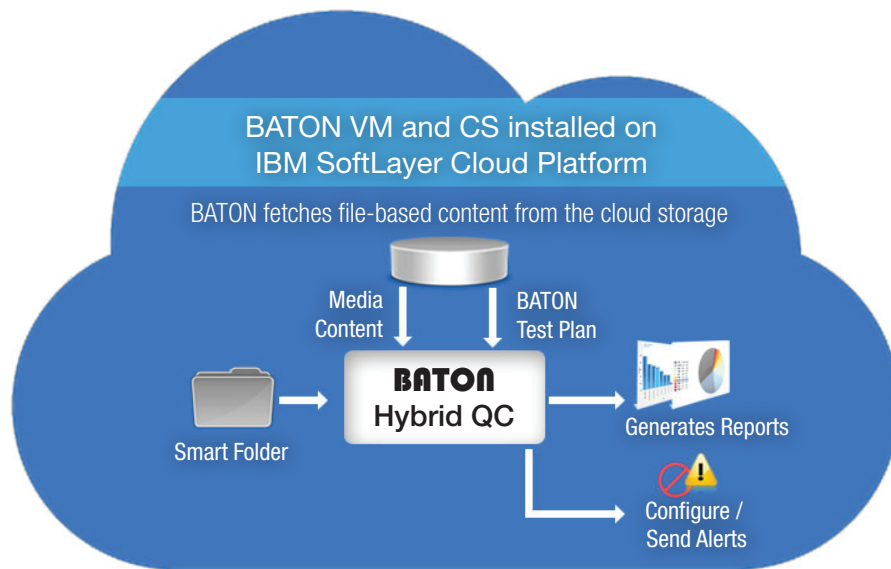 BATON VM and CS installed on
IBM SoftLayer Cloud Platform
BATON fetches file-based content from the cloud storage
Media
Content
BATON
Test Plan
BATON
Hybrid QC
Smart Folder
Generates Reports
Configure /
Send Alerts